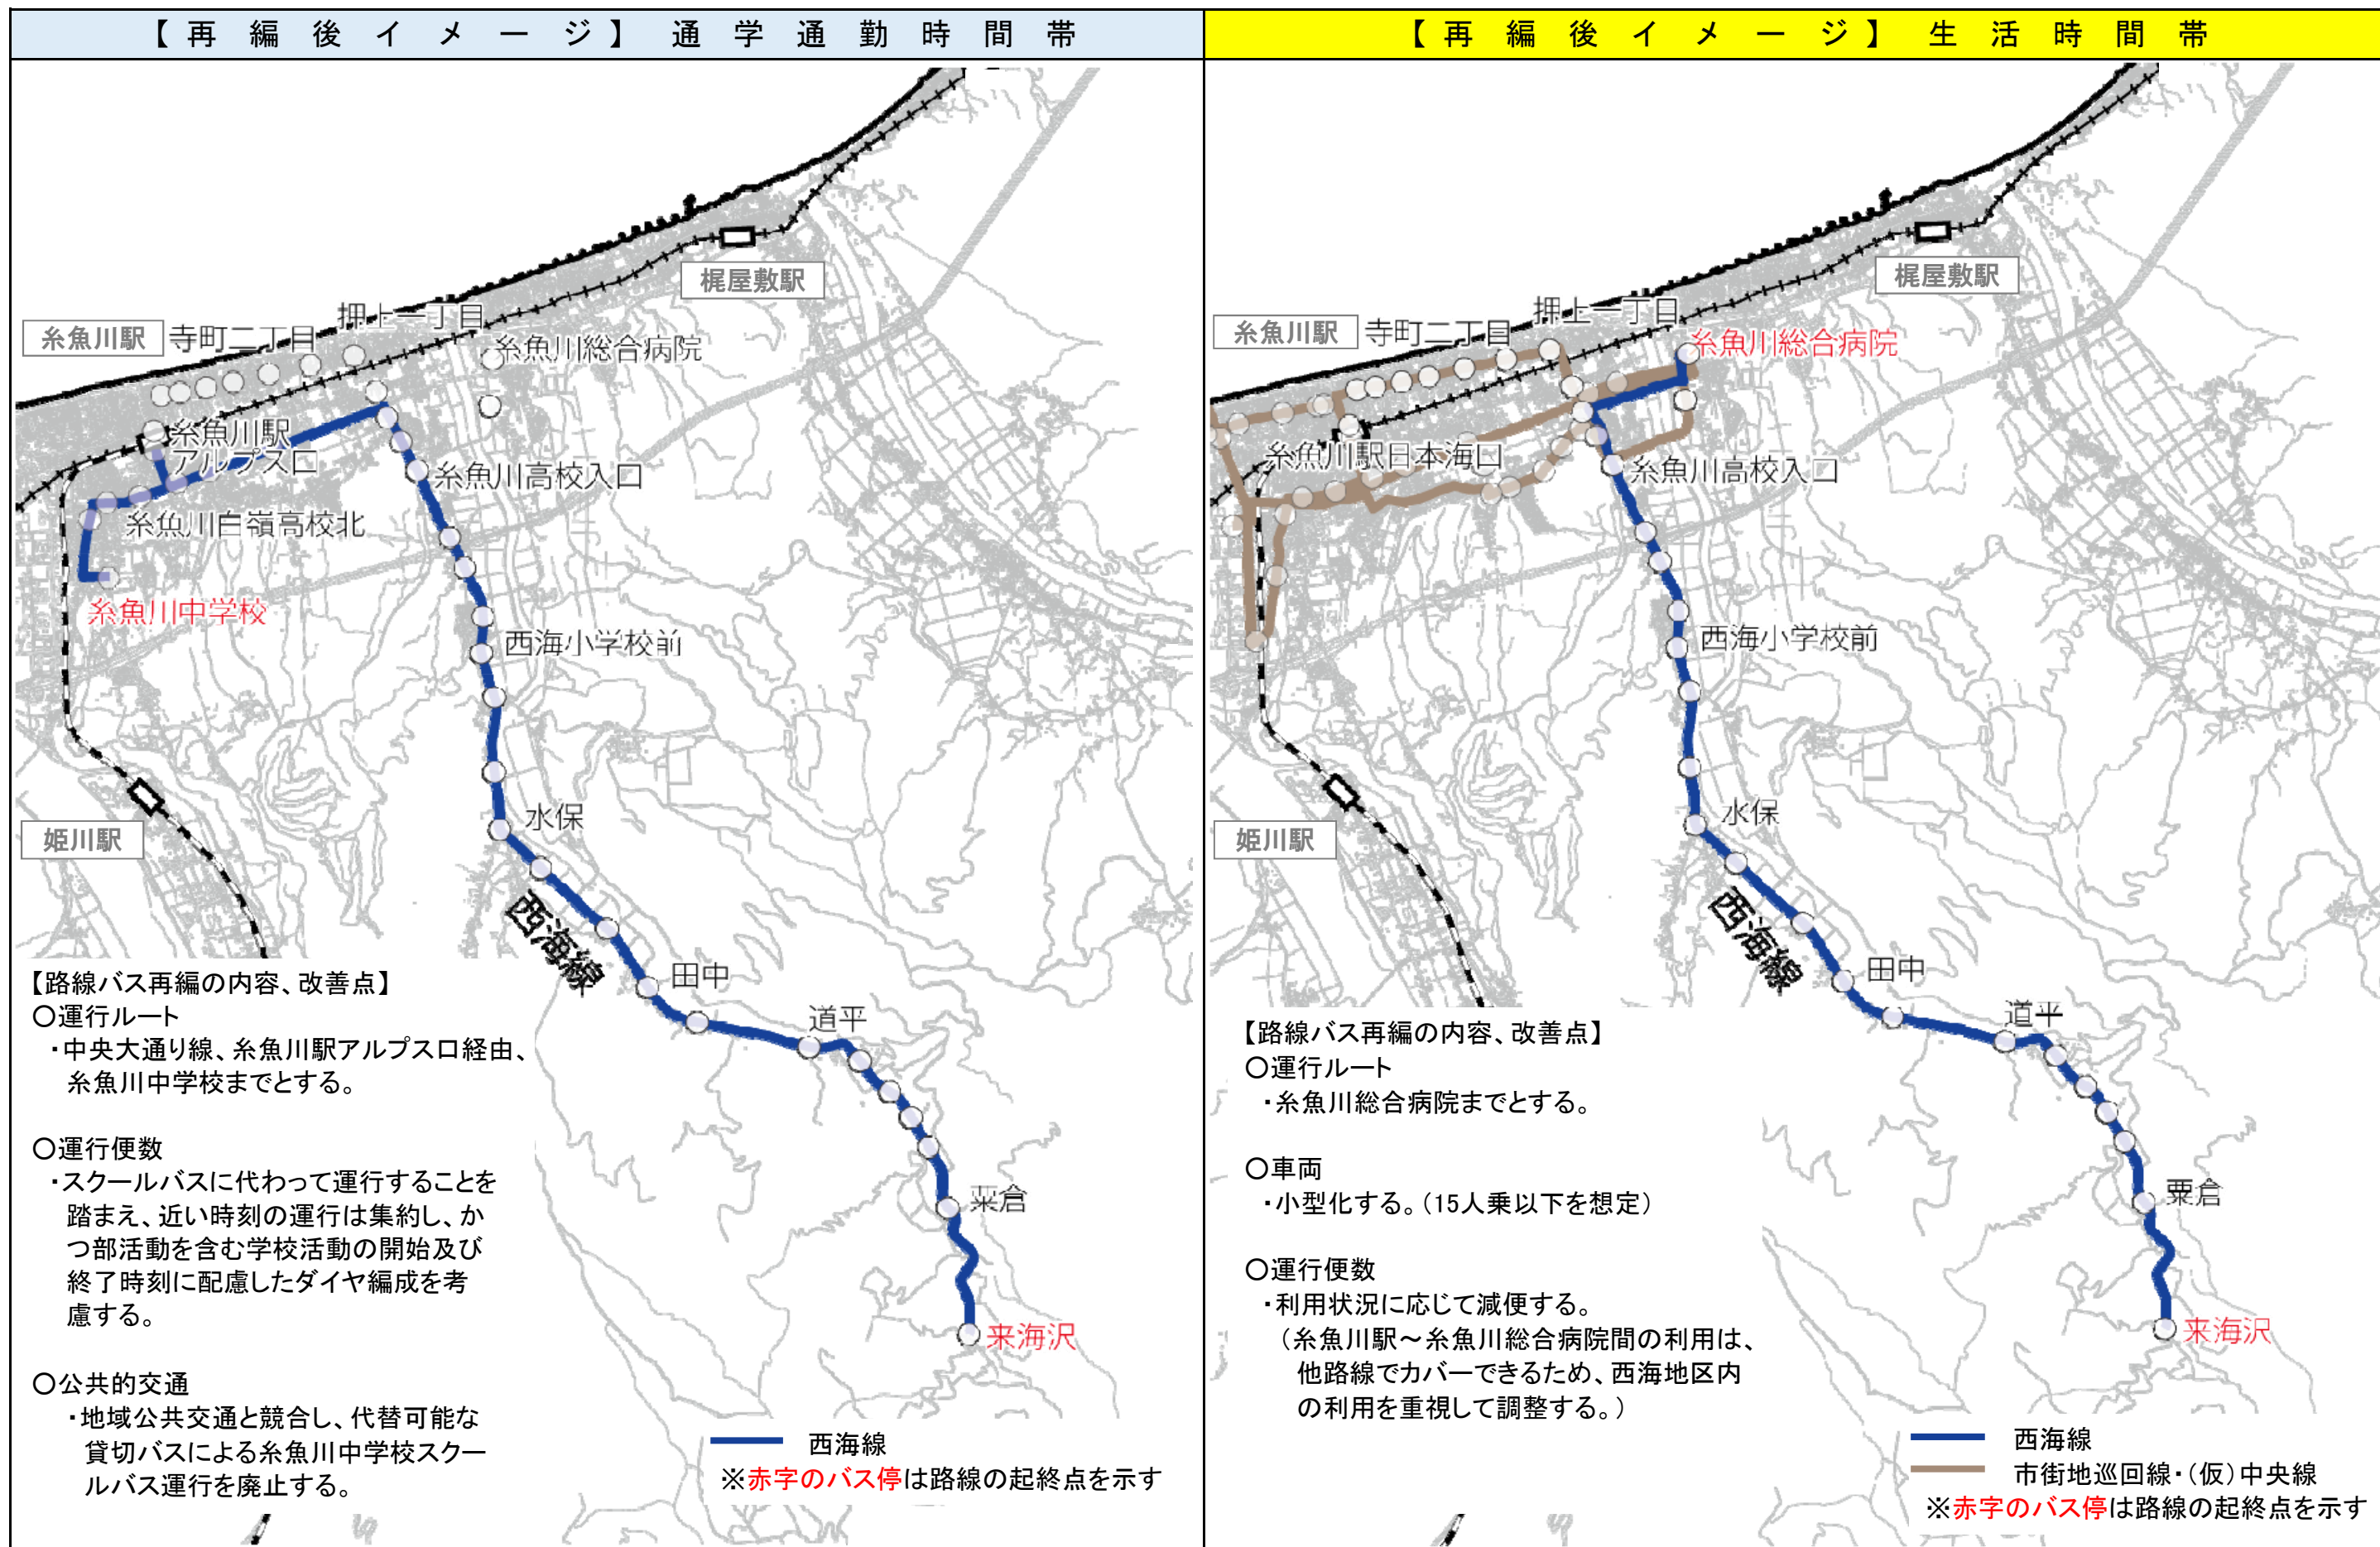 【再編後イメージ】通学通勤時間帯
梶屋敷駅
押上一丁目
糸魚川駅
寺町二丁目
糸魚川総合病院
糸魚川駅
アルプス口
糸魚川高校入口
糸魚川白嶺高校北
糸魚川中学校
西海小学校前
水保
姫川駅
西海線
田中
道平
粟倉
来海沢
【路線バス再編の内容、改善点】
○運行ルート
・中央大通り線、糸魚川駅アルプス口経由、
糸魚川中学校までとする。
○運行便数
・スクールバスに代わって運行することを
踏まえ、近い時刻の運行は集約し、か
つ部活動を含む学校活動の開始及び
終了時刻に配慮したダイヤ編成を考
慮する。
○公共的交通
・地域公共交通と競合し、代替可能な
貸切バスによる糸魚川中学校スクー
ルバス運行を廃止する。
西海線
※赤字のバス停は路線の起終点を示す
【再編後イメージ】生活時間帯
梶屋敷駅
押上一丁目
糸魚川駅
寺町二丁目
糸魚川総合病院
糸魚川駅日本海口
糸魚川高校入口
西海小学校前
水保
姫川駅
西海線
田中
道平
粟倉
来海沢
【路線バス再編の内容、改善点】
○運行ルート
・糸魚川総合病院までとする。
○車両
・小型化する。（15人乗以下を想定）
○運行便数
・利用状況に応じて減便する。
（糸魚川駅～糸魚川総合病院間の利用は、
他路線でカバーできるため、西海地区内
の利用を重視して調整する。）
西海線
市街地巡回線・（仮）中央線
※赤字のバス停は路線の起終点を示す